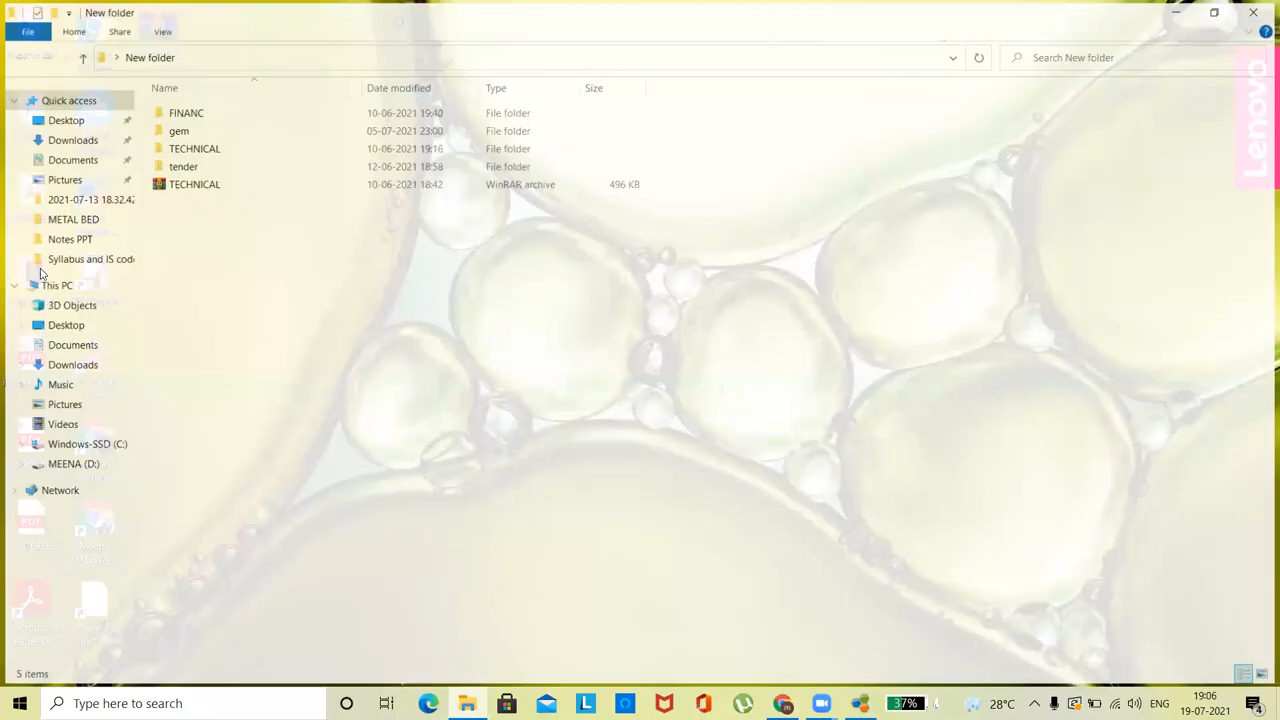 New folder
File Home Share View
New folder
Search New folder
Name Date modified Type Size
Quick access
Desktop
Downloads
Documents
Pictures
2021-07-13 18.32.42
METAL BED
Notes PPT
Syllabus and IS code
This PC
3D Objects
Desktop
Documents
Downloads
Music
Pictures
Videos
Windows-SSD (C:)
MEENA (D:)
Network
FINANC 10-06-2021 19:40 File folder
gem 05-07-2021 23:00 File folder
TECHNICAL 10-06-2021 19:16 File folder
tender 12-06-2021 18:58 File folder
TECHNICAL 10-06-2021 18:42 WinRAR archive 496 KB
Lenovo
PDF
5 items
Type here to search
37%
28°C
ENG
19:06
19-07-2021
4